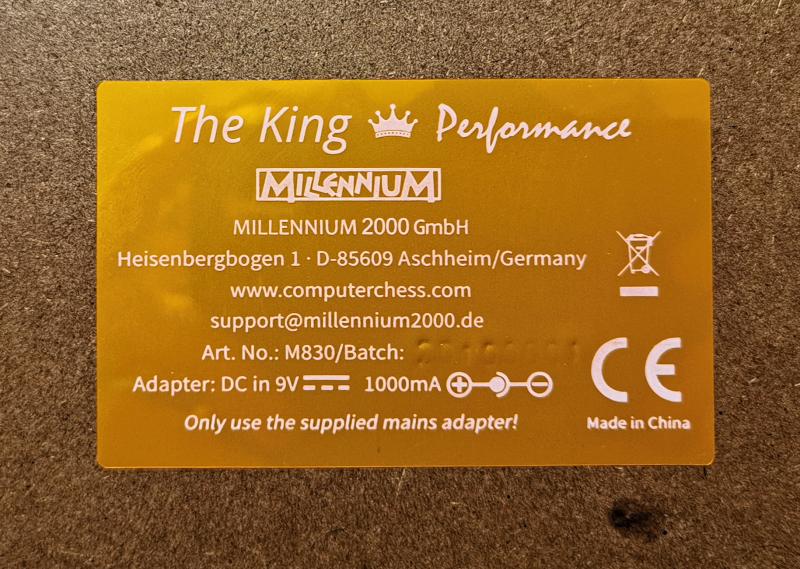 The King Performance
MILLENNIUM
MILLENNIUM 2000 GmbH
Heisenbergbogen 1 · D-85609 Aschheim/Germany
www.computerchess.com
support@millennium2000.de
Art. No.: M830/Batch:
Adapter: DC in 9V 1000mA
Only use the supplied mains adapter!
CE
Made in China